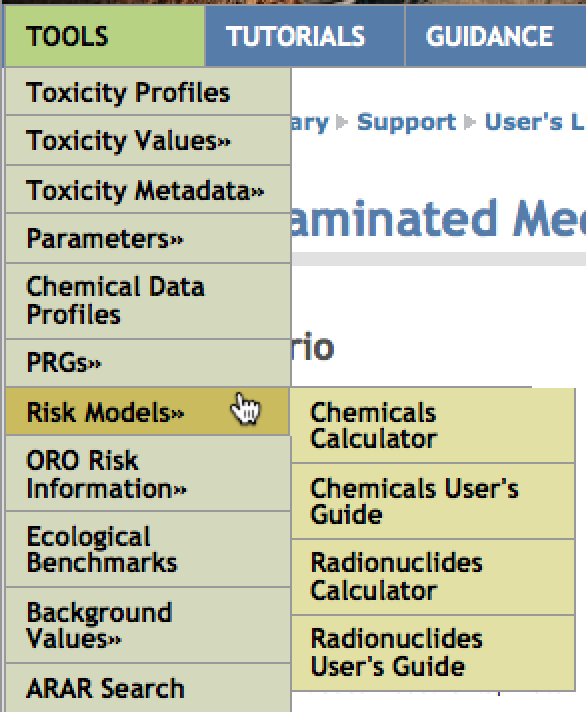 TOOLS TUTORIALS GUIDANCE
Toxicity Profiles
ary Support User's L
Toxicity Values»
Toxicity Metadata»
aminated Me
Parameters»
Chemical Data
Profiles
rio
PRGs»
Risk Models»
Chemicals
Calculator
Chemicals User's
Guide
Radionuclides
Calculator
Radionuclides
User's Guide
ORO Risk
Information»
Ecological
Benchmarks
Background
Values»
ARAR Search